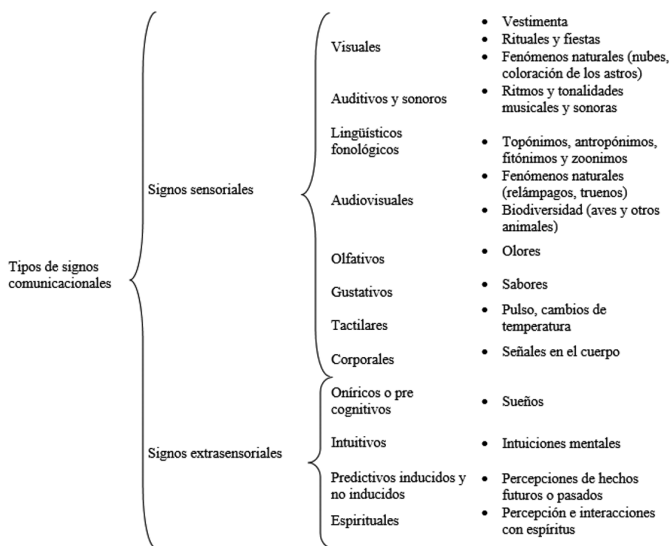 Tipos de signos
comunicacionales
Signos sensoriales
Visuales
• Vestimenta
• Rituales y fiestas
• Fenómenos naturales (nubes,
coloración de los astros)
Auditivos y sonoros
• Ritmos y tonalidades
musicales y sonoras
Lingüísticos
fonológicos
• Topónimos, antropónimos,
fitónimos y zoonimos
Audiovisuales
• Fenómenos naturales
(relámpagos, truenos)
• Biodiversidad (aves y otros
animales)
Olfativos
• Olores
Gustativos
• Sabores
Tactilares
• Pulso, cambios de
temperatura
Corporales
• Señales en el cuerpo
Signos extrasensoriales
Oníricos o pre
cognitivos
• Sueños
Intuitivos
• Intuiciones mentales
Predictivos inducidos y
no inducidos
• Percepciones de hechos
futuros o pasados
Espirituales
• Percepción e interacciones
con espíritus